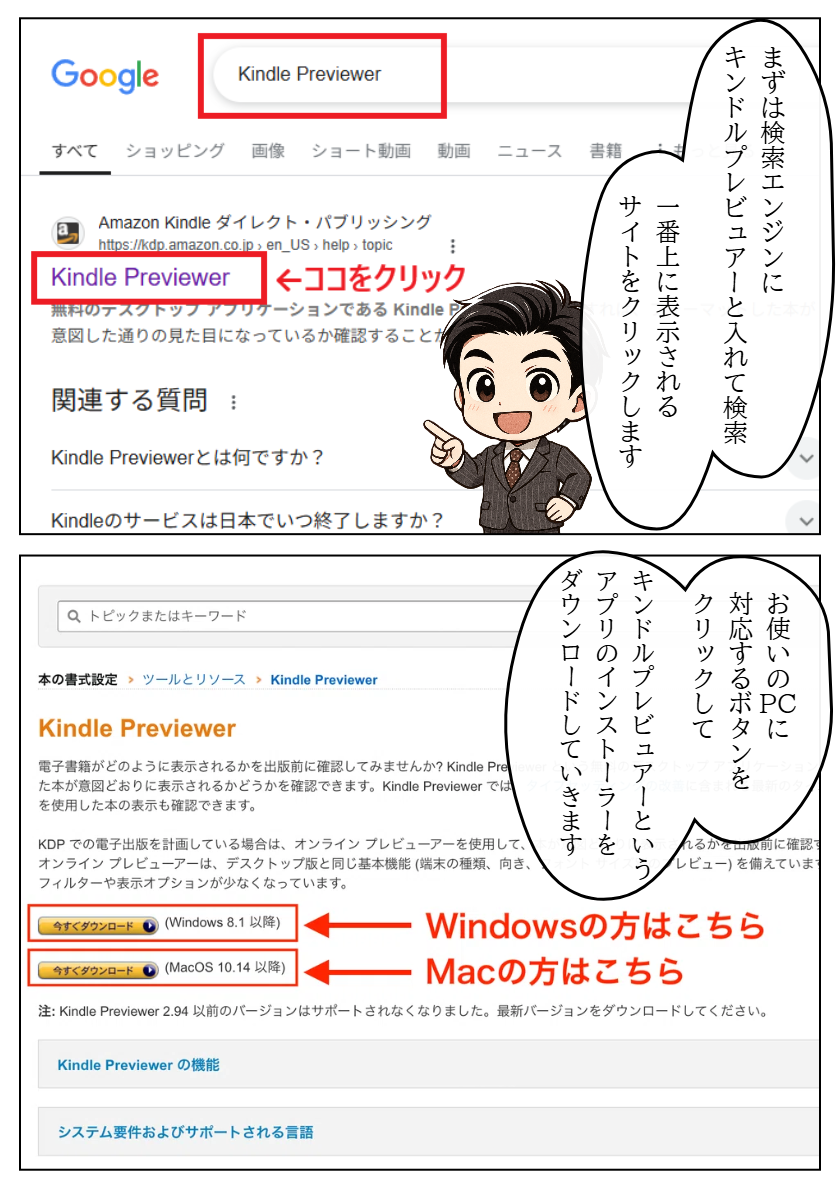 Google
Kindle Previewer
すべて ショッピング 画像 ショート動画 動画 ニュース 書籍
まずは検索エンジンに
キンドルプレビュアーと入れて検索
一番上に表示される
サイトをクリックします
Amazon Kindle ダイレクト・パブリッシング
https://kdp.amazon.co.jp › en_US › help › topic
Kindle Previewer ←ココをクリック
無料のデスクトップ アプリケーションである Kindle
意図した通りの見た目になっているか確認すること
関連する質問
Kindle Previewerとは何ですか？
Kindleのサービスは日本でいつ終了しますか？
お使いのPCに
対応するボタンを
クリックして
キンドルプレビュアーという
アプリのインストーラーを
ダウンロードしていきます
トピックまたはキーワード
本の書式設定 › ツールとリソース › Kindle Previewer
Kindle Previewer
電子書籍がどのように表示されるかを出版前に確認してみませんか? Kindle
た本が意図どおりに表示されるかどうかを確認できます。Kindle Previewer では、
を使用した本の表示も確認できます。
KDP での電子出版を計画している場合は、オンライン プレビューアーを使用して、 れるかを出版前に確認
オンライン プレビューアーは、デスクトップ版と同じ基本機能 (端末の種類、向き、 レビュー) を備えていま
フィルターや表示オプションが少なくなっています。
今すぐダウンロード (Windows 8.1 以降) Windowsの方はこちら
今すぐダウンロード (MacOS 10.14 以降) Macの方はこちら
注: Kindle Previewer 2.94 以前のバージョンはサポートされなくなりました。最新バージョンをダウンロードしてください。
Kindle Previewer の機能
システム要件およびサポートされる言語